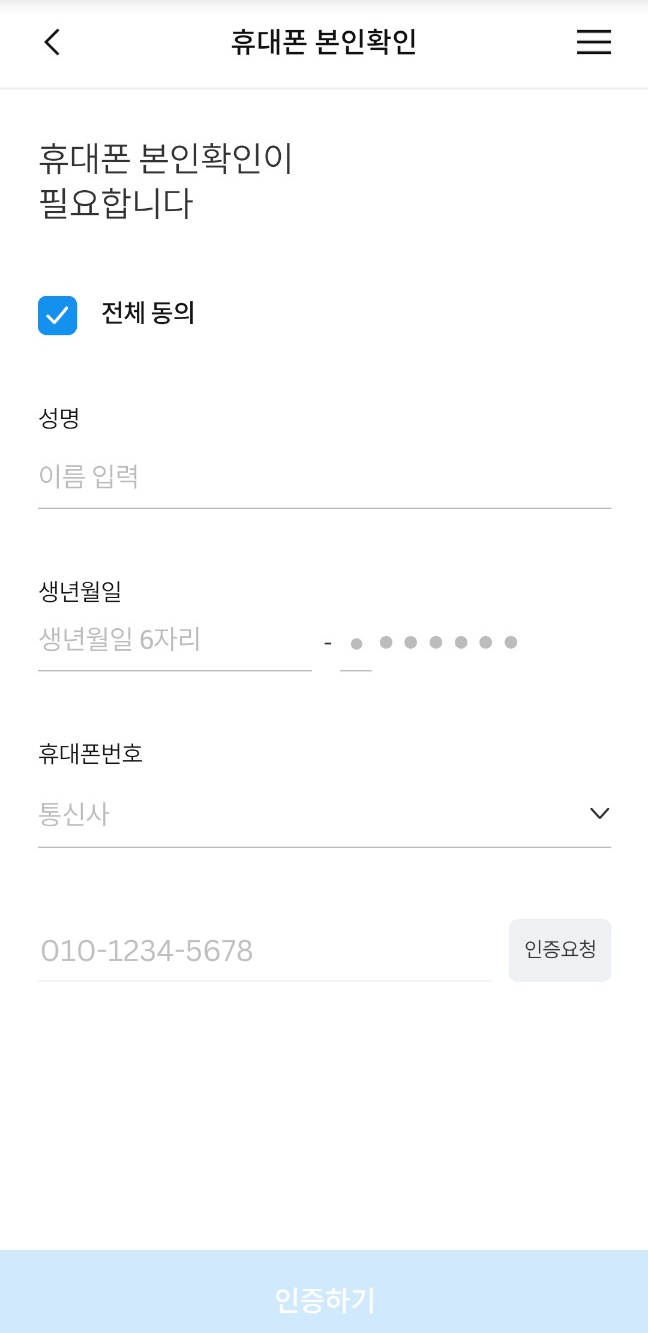 휴대폰 본인확인
휴대폰 본인확인이
필요합니다
전체 동의
성명
이름 입력
생년월일
생년월일 6자리 - ●●●●●●●
휴대폰번호
통신사
010-1234-5678 인증요청
인증하기